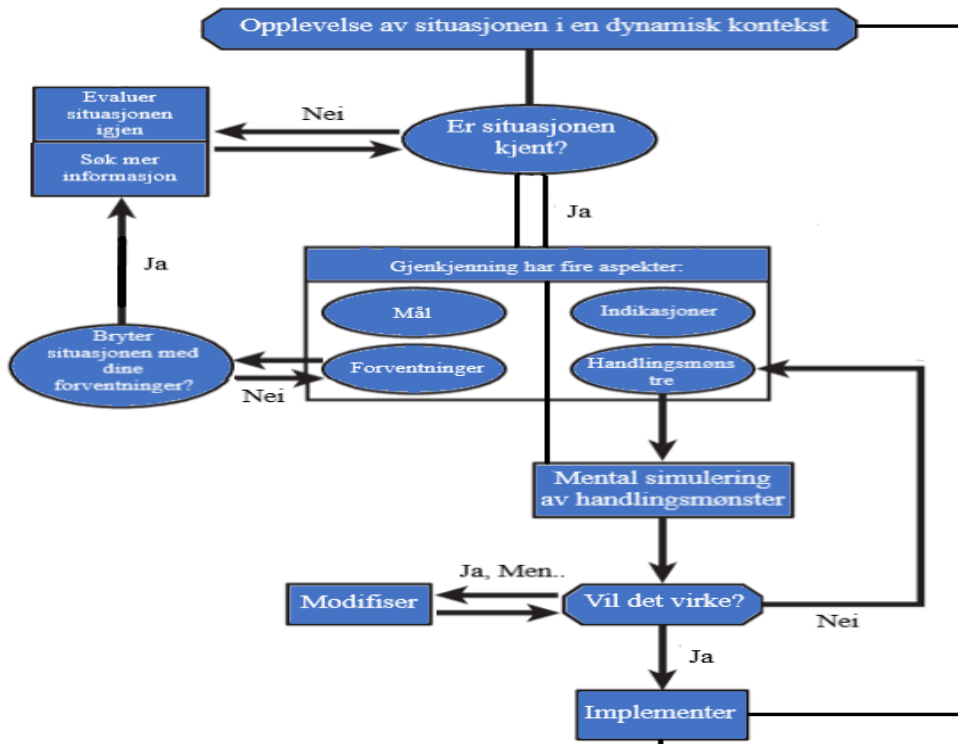 Opplevelse av situasjonen i en dynamisk kontekst
Evaluer
situasjonen
igjen
Søk mer
informasjon
Nei
Er situasjonen
kjent?
Ja
Ja
Gjenkjenning har fire aspekter:
Mål
Indikasjoner
Forventninger
Handlingsmøns
tre
Bryter
situasjonen med
dine
forventninger?
Nei
Mental simulering
av handlingsmønster
Ja, Men..
Modifiser
Vil det virke?
Nei
Ja
Implementer